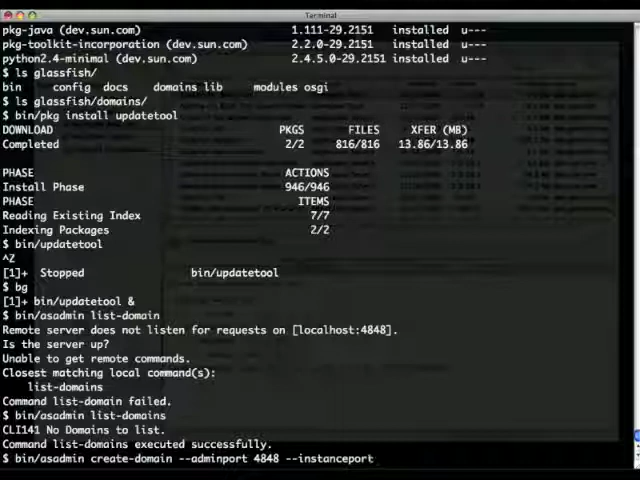 Terminal
pkg-java (dev.sun.com) 1.111-29.2151 installed u---
pkg-toolkit-incorporation (dev.sun.com) 2.2.0-29.2151 installed u---
python2.4-minimal (dev.sun.com) 2.4.5.0-29.2151 installed u---
$ ls glassfish/
bin config docs domains lib modules osgi
$ ls glassfish/domains/
$ bin/pkg install updatetool
DOWNLOAD PKGS FILES XFER (MB)
Completed 2/2 816/816 13.86/13.86
PHASE ACTIONS
Install Phase 946/946
PHASE ITEMS
Reading Existing Index 7/7
Indexing Packages 2/2
$ bin/updatetool
^Z
[1]+ Stopped bin/updatetool
$ bg
[1]+ bin/updatetool &
$ bin/asadmin list-domain
Remote server does not listen for requests on [localhost:4848].
Is the server up?
Unable to get remote commands.
Closest matching local command(s):
list-domains
Command list-domain failed.
$ bin/asadmin list-domains
CLI141 No Domains to list.
Command list-domains executed successfully.
$ bin/asadmin create-domain --adminport 4848 --instanceport